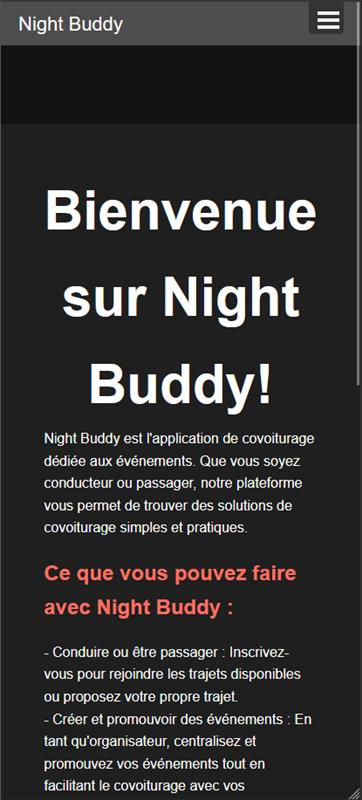 Night Buddy
Bienvenue
sur Night
Buddy!
Night Buddy est l'application de covoiturage
dédiée aux événements. Que vous soyez
conducteur ou passager, notre plateforme
vous permet de trouver des solutions de
covoiturage simples et pratiques.
Ce que vous pouvez faire
avec Night Buddy :
- Conduire ou être passager : Inscrivez-
vous pour rejoindre les trajets disponibles
ou proposez votre propre trajet.
- Créer et promouvoir des événements : En
tant qu'organisateur, centralisez et
promouvez vos événements tout en
facilitant le covoiturage avec vos